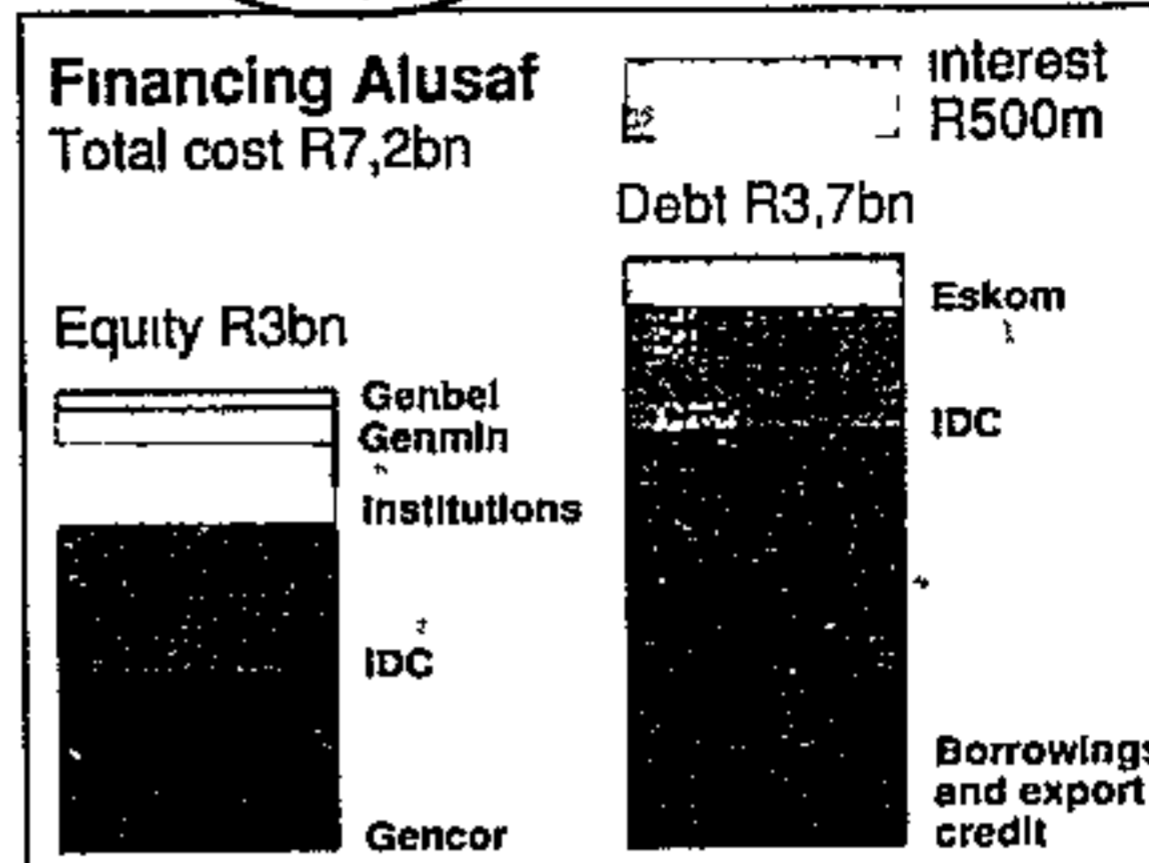 Financing Alusaf
Total cost R7,2bn
Interest
R500m
Debt R3,7bn
Eskom
IDC
Borrowings
and export
credit
Equity R3bn
Genbel
Genmin
Institutions
IDC
Gencor